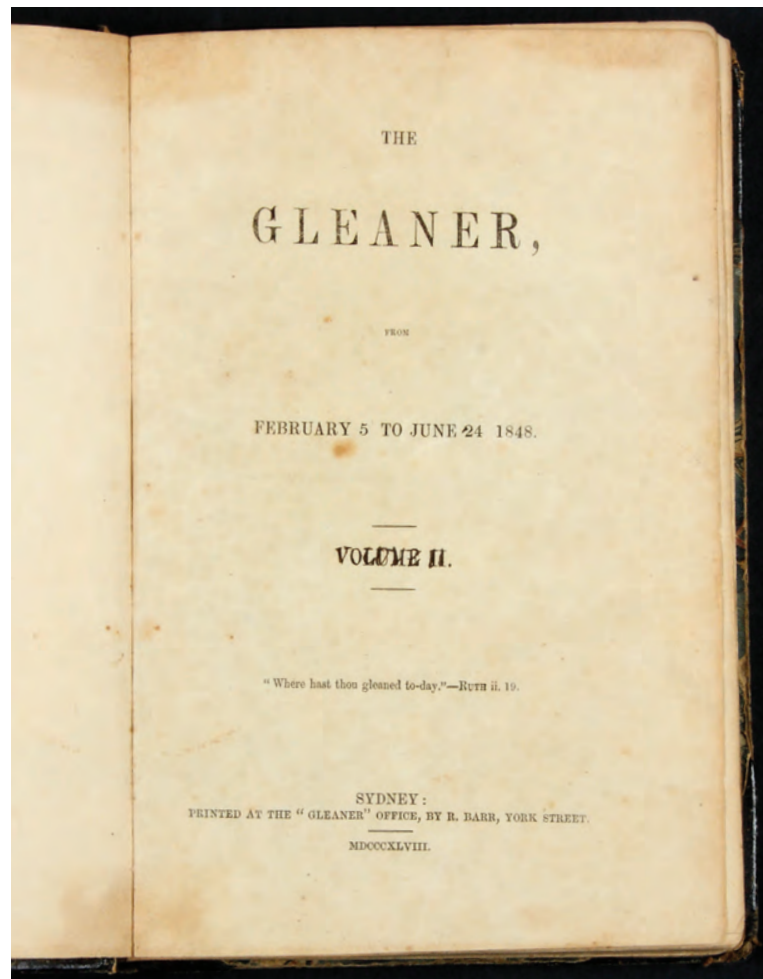 THE
GLEANER,
FROM
FEBRUARY 5 TO JUNE 24 1848.
VOLUME II.
“ Where hast thou gleaned to-day.”—RUTH ii. 19.
SYDNEY :
PRINTED AT THE “ GLEANER” OFFICE, BY R. BARR, YORK STREET.
MDCCCXLVIII.